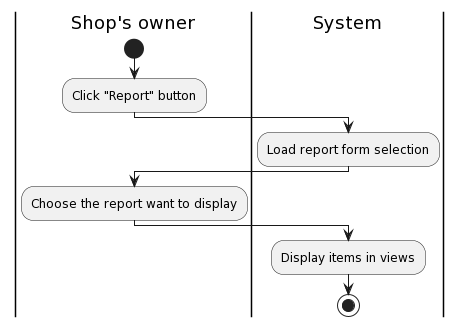 Shop's owner
System
Click "Report" button
Load report form selection
Choose the report want to display
Display items in views